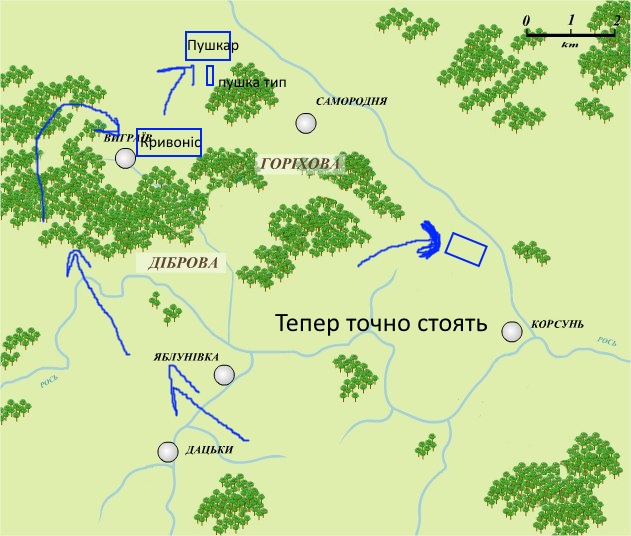 0 1 2
km
Пушкар
пушка тип
САМОРОДНЯ
ВИГРАЇВ
Кривоніс
ГОРІХОВА
ДІБРОВА
Тепер точно стоять
КОРСУНЬ
РОСЬ
ЯБЛУНІВКА
РОСЬ
ДАЦЬКИ